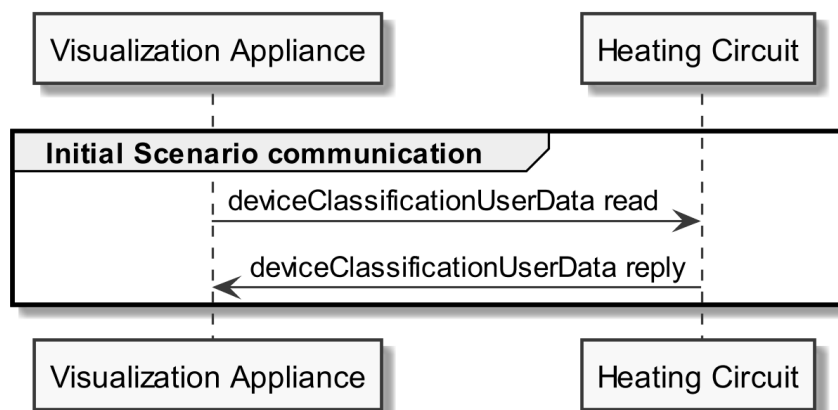 Visualization Appliance
Heating Circuit
Initial Scenario communication
deviceClassificationUserData read
deviceClassificationUserData reply
Visualization Appliance
Heating Circuit